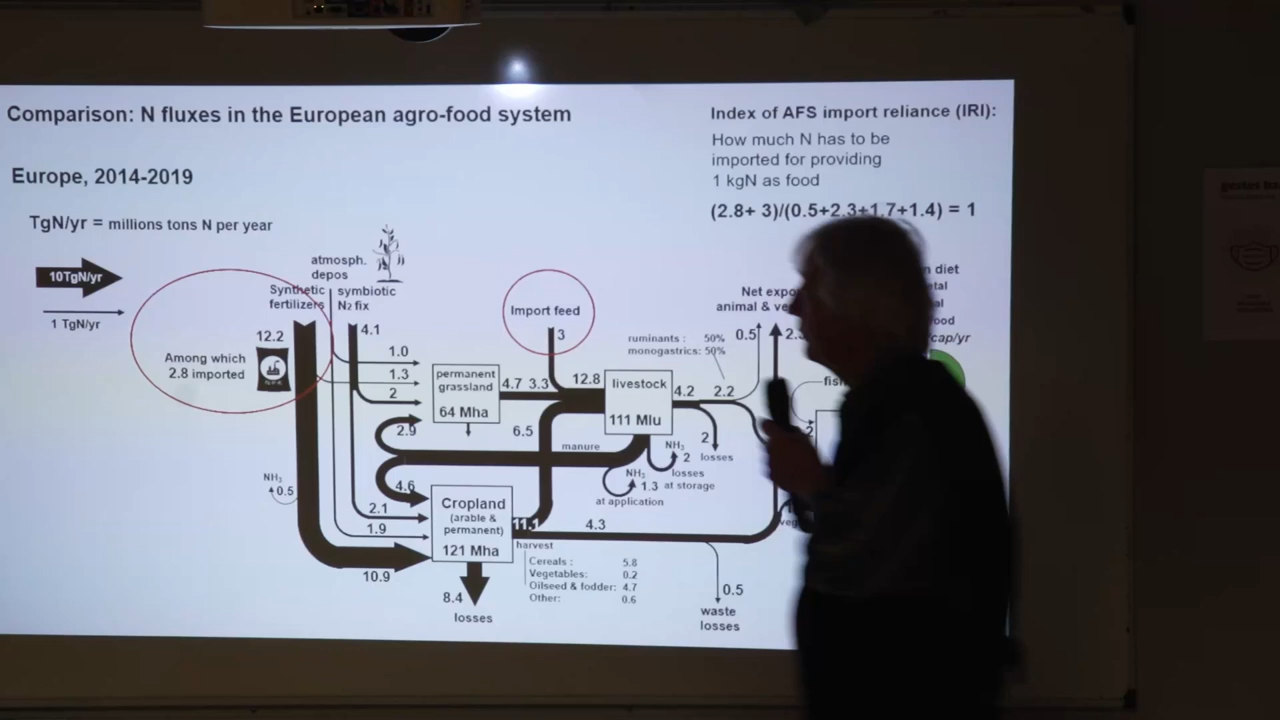 Comparison: N fluxes in the European agro-food system
Index of AFS import reliance (IRI):
How much N has to be
imported for providing
1 kgN as food
(2.8+ 3)/(0.5+2.3+1.7+1.4) = 1
Europe, 2014-2019
TgN/yr = millions tons N per year
10TgN/yr
1 TgN/yr
atmosph.
depos
Synthetic
fertilizers
symbiotic
N2 fix
12.2
Among which
2.8 imported
4.1
1.0
1.3
2
Import feed
3
permanent
grassland
64 Mha
4.7
3.3
12.8
livestock
111 Mlu
ruminants : 50%
monogastrics: 50%
Net
animal &
0.5
diet
cap/yr
4.2
2.2
2
losses
2.9
6.5
manure
NH3
2
losses
at storage
NH3
1.3
at application
NH3
0.5
4.6
2.1
1.9
10.9
Cropland
(arable &
permanent)
121 Mha
11.1
4.3
harvest
Cereals : 5.8
Vegetables: 0.2
Oilseed & fodder: 4.7
Other: 0.6
8.4
losses
0.5
waste
losses